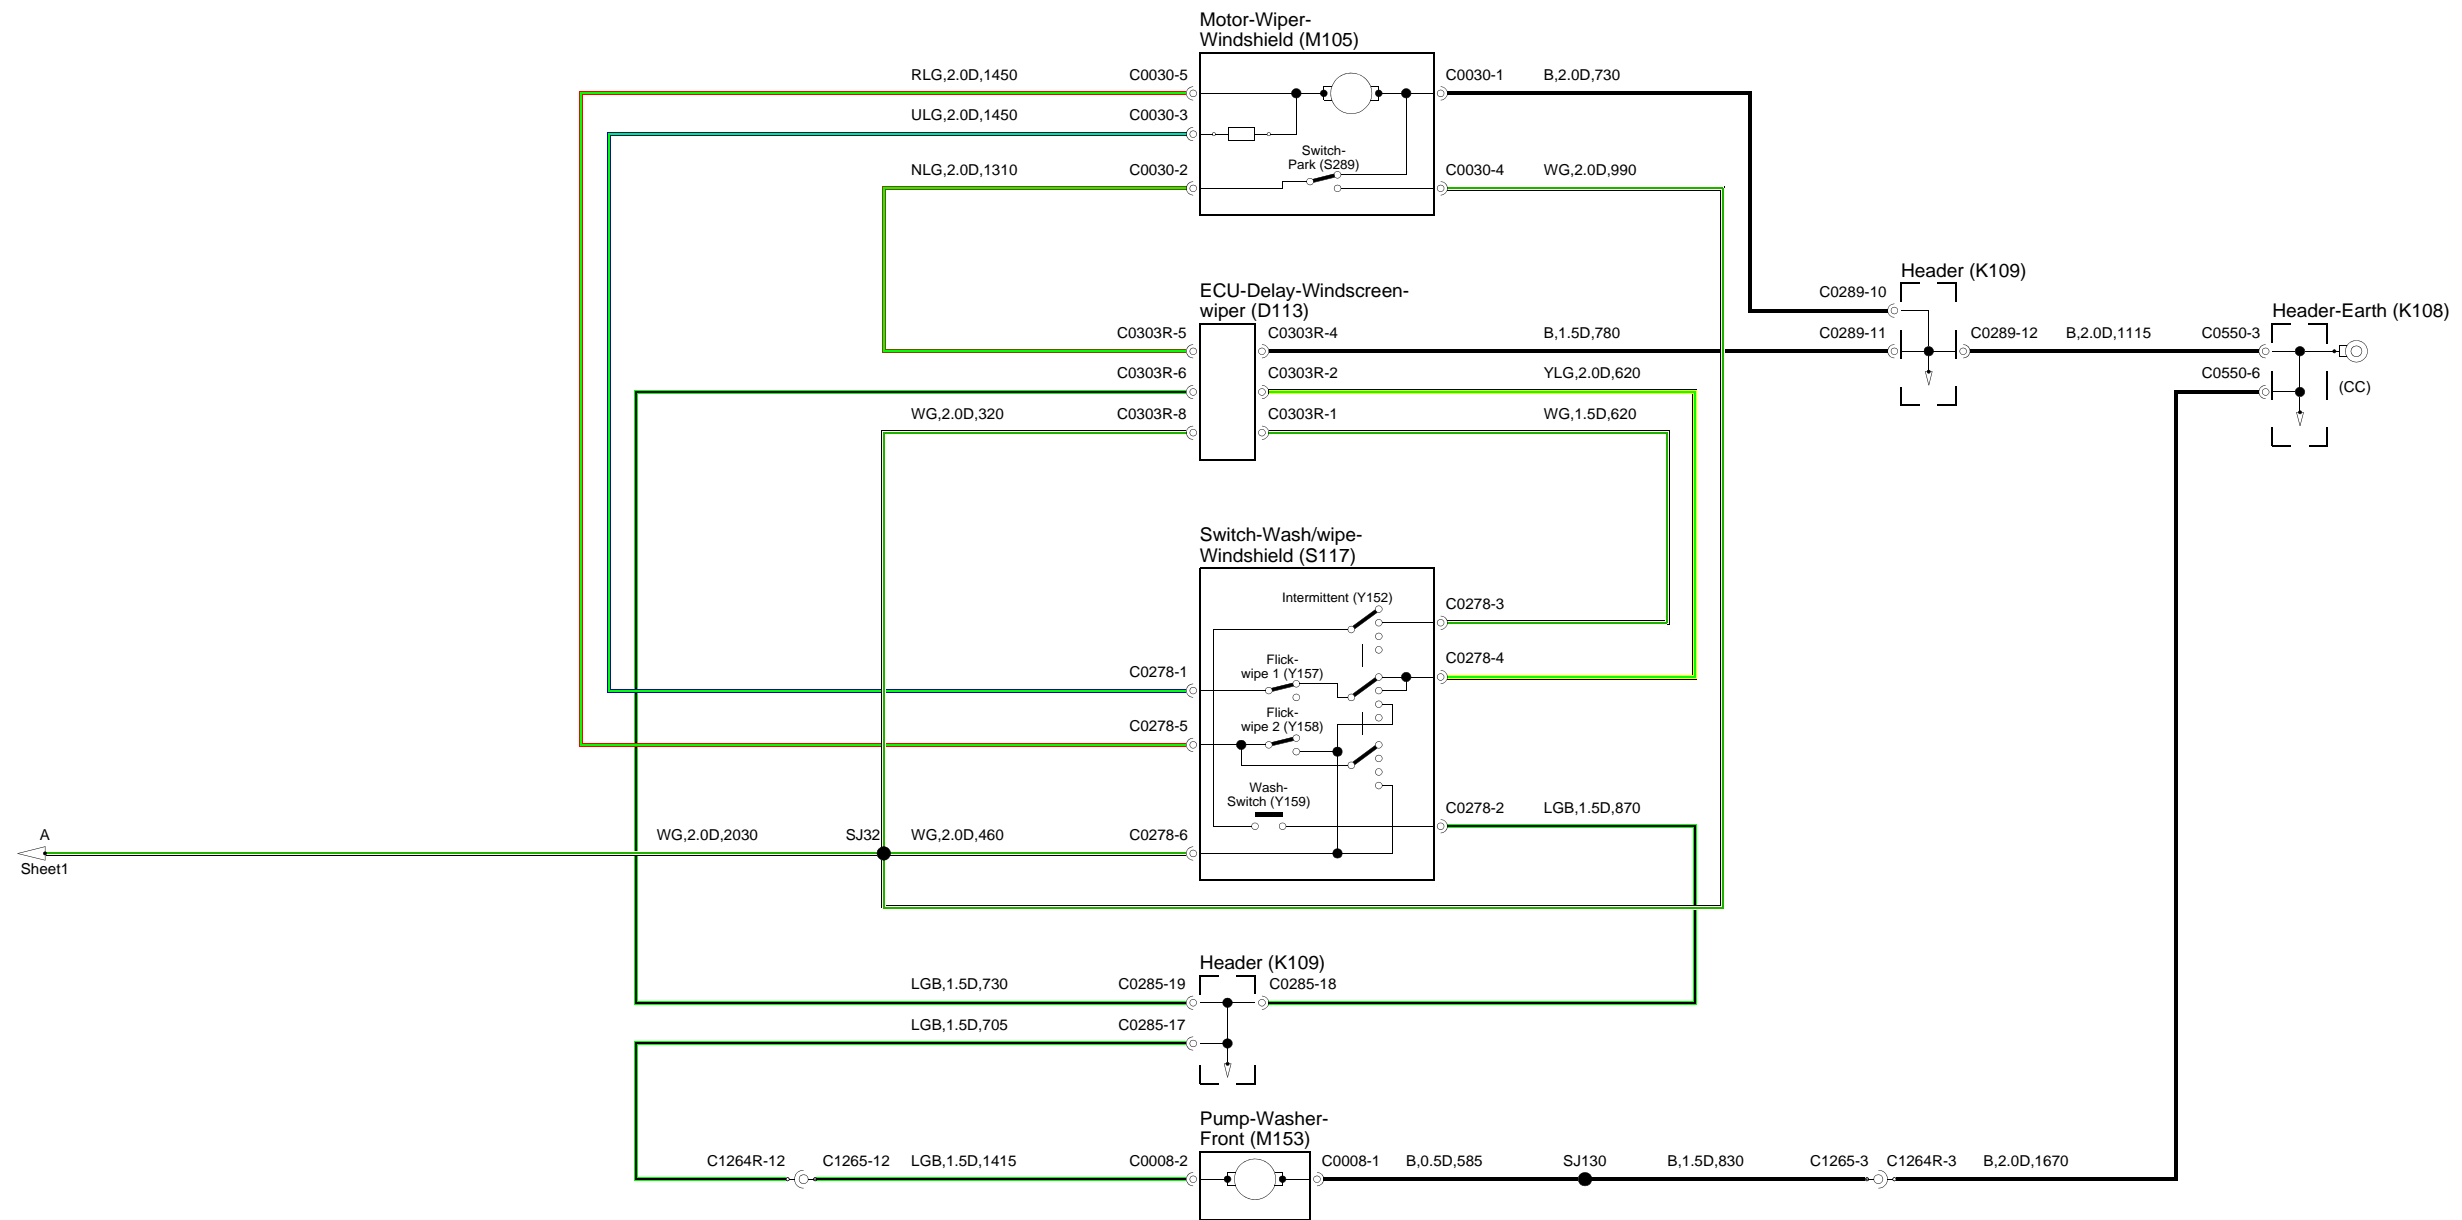 Motor-Wiper-
Windshield (M105)
RLG,2.0D,1450
C0030-5
C0030-1
B,2.0D,730
ULG,2.0D,1450
C0030-3
Switch-
Park (S289)
NLG,2.0D,1310
C0030-2
C0030-4
WG,2.0D,990
Header (K109)
C0289-10
ECU-Delay-Windscreen-
wiper (D113)
Header-Earth (K108)
C0303R-5
C0303R-4
B,1.5D,780
C0289-11
C0289-12
B,2.0D,1115
C0550-3
C0303R-6
C0303R-2
YLG,2.0D,620
C0550-6
(CC)
WG,2.0D,320
C0303R-8
C0303R-1
WG,1.5D,620
Switch-Wash/wipe-
Windshield (S117)
Intermittent (Y152)
C0278-3
C0278-1
Flick-
wipe 1 (Y157)
C0278-4
C0278-5
Flick-
wipe 2 (Y158)
Wash-
Switch (Y159)
C0278-2
LGB,1.5D,870
A
Sheet1
WG,2.0D,2030
SJ32
WG,2.0D,460
C0278-6
Header (K109)
LGB,1.5D,730
C0285-19
C0285-18
LGB,1.5D,705
C0285-17
Pump-Washer-
Front (M153)
C1264R-12
C1265-12
LGB,1.5D,1415
C0008-2
C0008-1
B,0.5D,585
SJ130
B,1.5D,830
C1265-3
C1264R-3
B,2.0D,1670